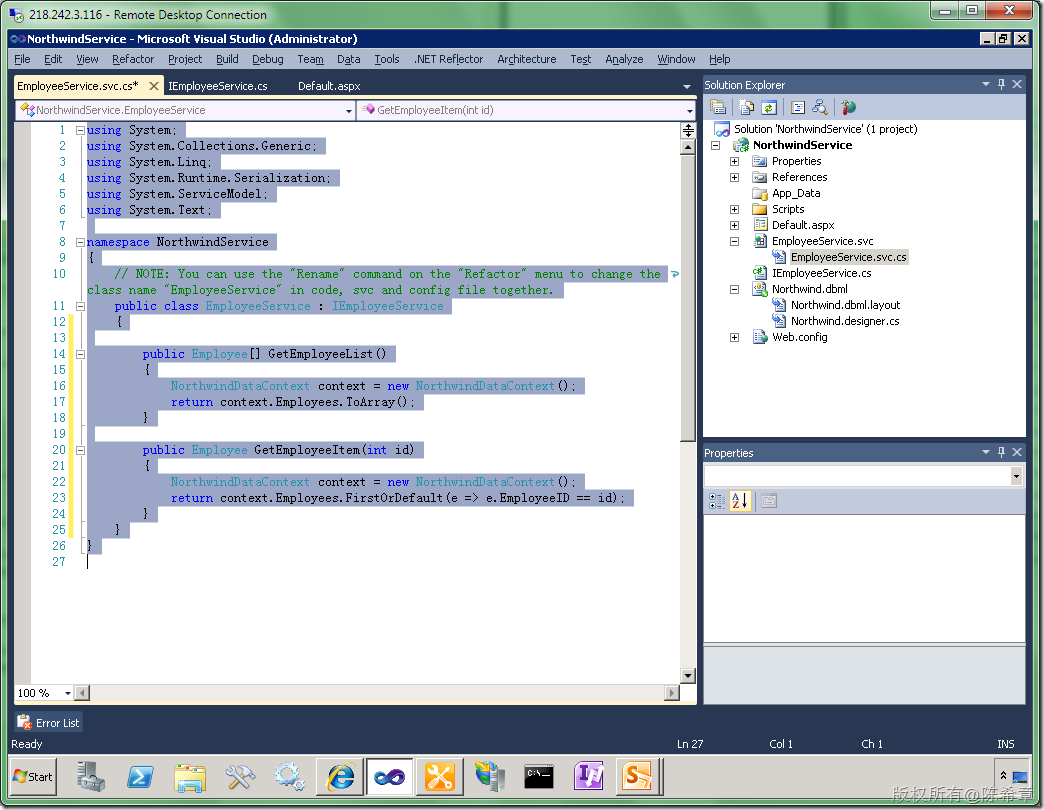 218.242.3.116 - Remote Desktop Connection
NorthwindService - Microsoft Visual Studio (Administrator)
File Edit View Refactor Project Build Debug Team Data Tools .NET Reflector Architecture Test Analyze Window Help
EmployeeService.svc.cs* IEmployeeService.cs Default.aspx
NorthwindService.EmployeeService GetEmployeeItem(int id)
1 using System;
2 using System.Collections.Generic;
3 using System.Linq;
4 using System.Runtime.Serialization;
5 using System.ServiceModel;
6 using System.Text;
7
8 namespace NorthwindService
9 {
10 // NOTE: You can use the "Rename" command on the "Refactor" menu to change the
class name "EmployeeService" in code, svc and config file together.
11 public class EmployeeService : IEmployeeService
12 {
13
14 public Employee[] GetEmployeeList()
15 {
16 NorthwindDataContext context = new NorthwindDataContext();
17 return context.Employees.ToArray();
18 }
19
20 public Employee GetEmployeeItem(int id)
21 {
22 NorthwindDataContext context = new NorthwindDataContext();
23 return context.Employees.FirstOrDefault(e => e.EmployeeID == id);
24 }
25 }
26 }
27
100 %
Solution Explorer
Solution 'NorthwindService' (1 project)
NorthwindService
Properties
References
App_Data
Scripts
Default.aspx
EmployeeService.svc
EmployeeService.svc.cs
IEmployeeService.cs
Northwind.dbml
Northwind.dbml.layout
Northwind.designer.cs
Web.config
Properties
Error List
Ready Ln 27 Col 1 Ch 1 INS
Start
版权所有@陈希章